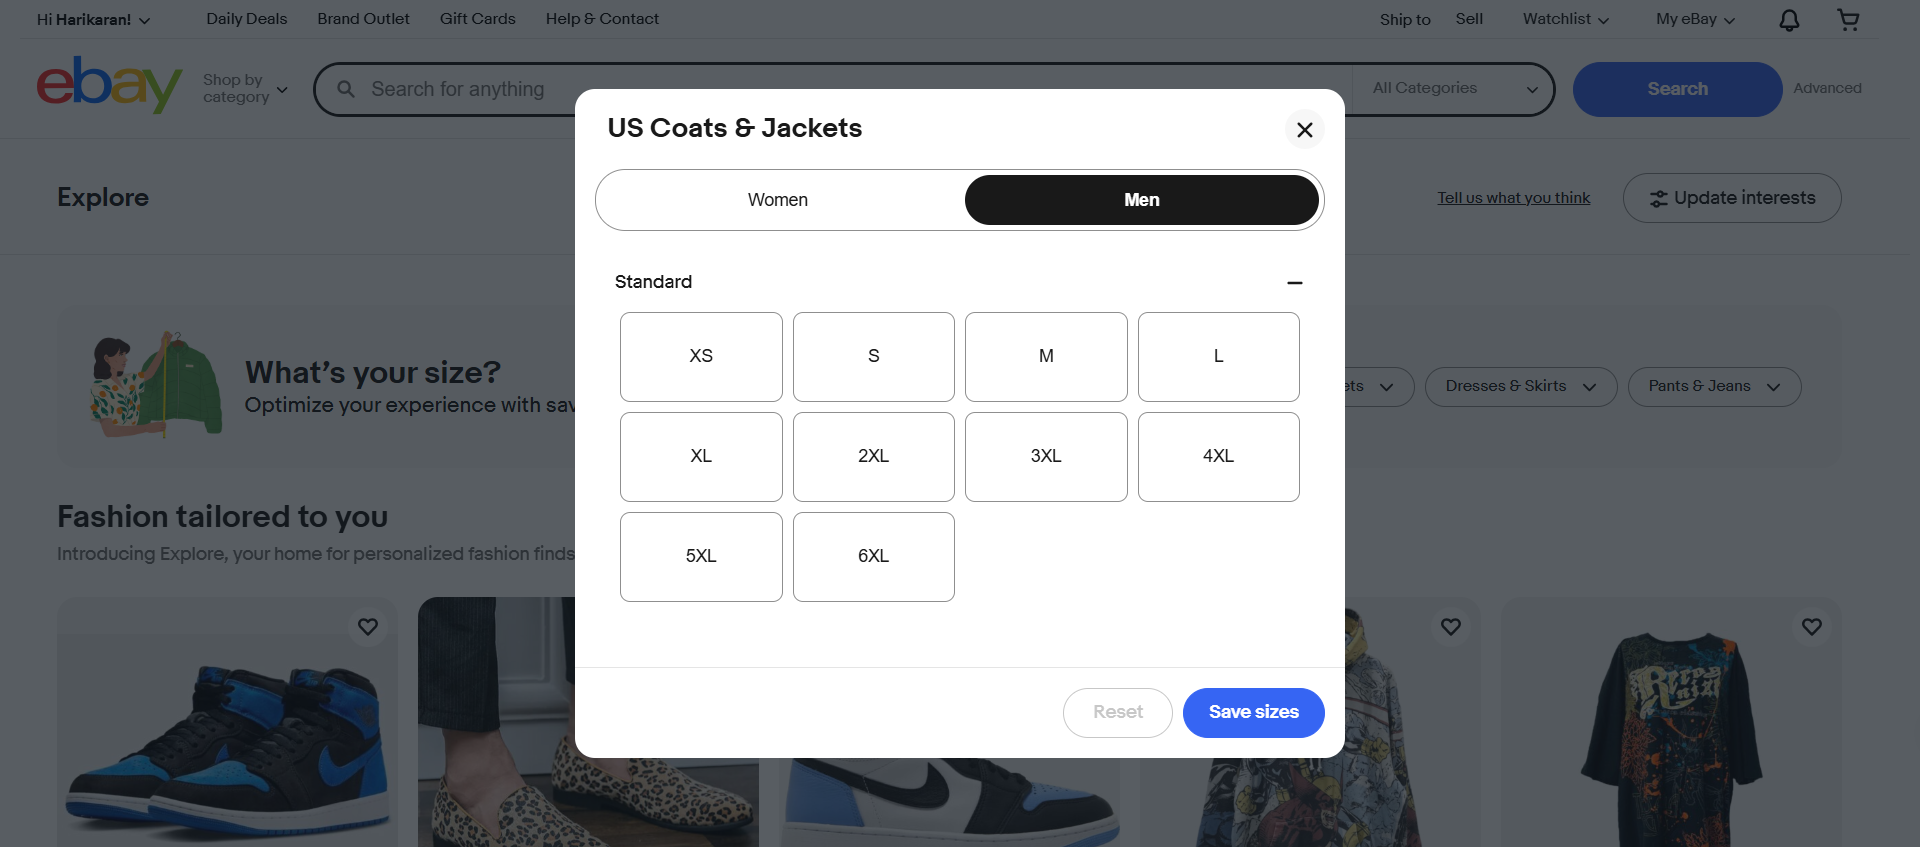 Hi Harikaran!
Daily Deals
Brand Outlet
Gift Cards
Help & Contact
Ship to
Sell
Watchlist
My eBay
ebay
Shop by
category
Search for anything
All Categories
Search
Advanced
Explore
Tell us what you think
Update interests
What's your size?
Optimize your experience with sav
ets
Dresses & Skirts
Pants & Jeans
Fashion tailored to you
Introducing Explore, your home for personalized fashion finds
US Coats & Jackets
Women
Men
Standard
XS
S
M
L
XL
2XL
3XL
4XL
5XL
6XL
Reset
Save sizes